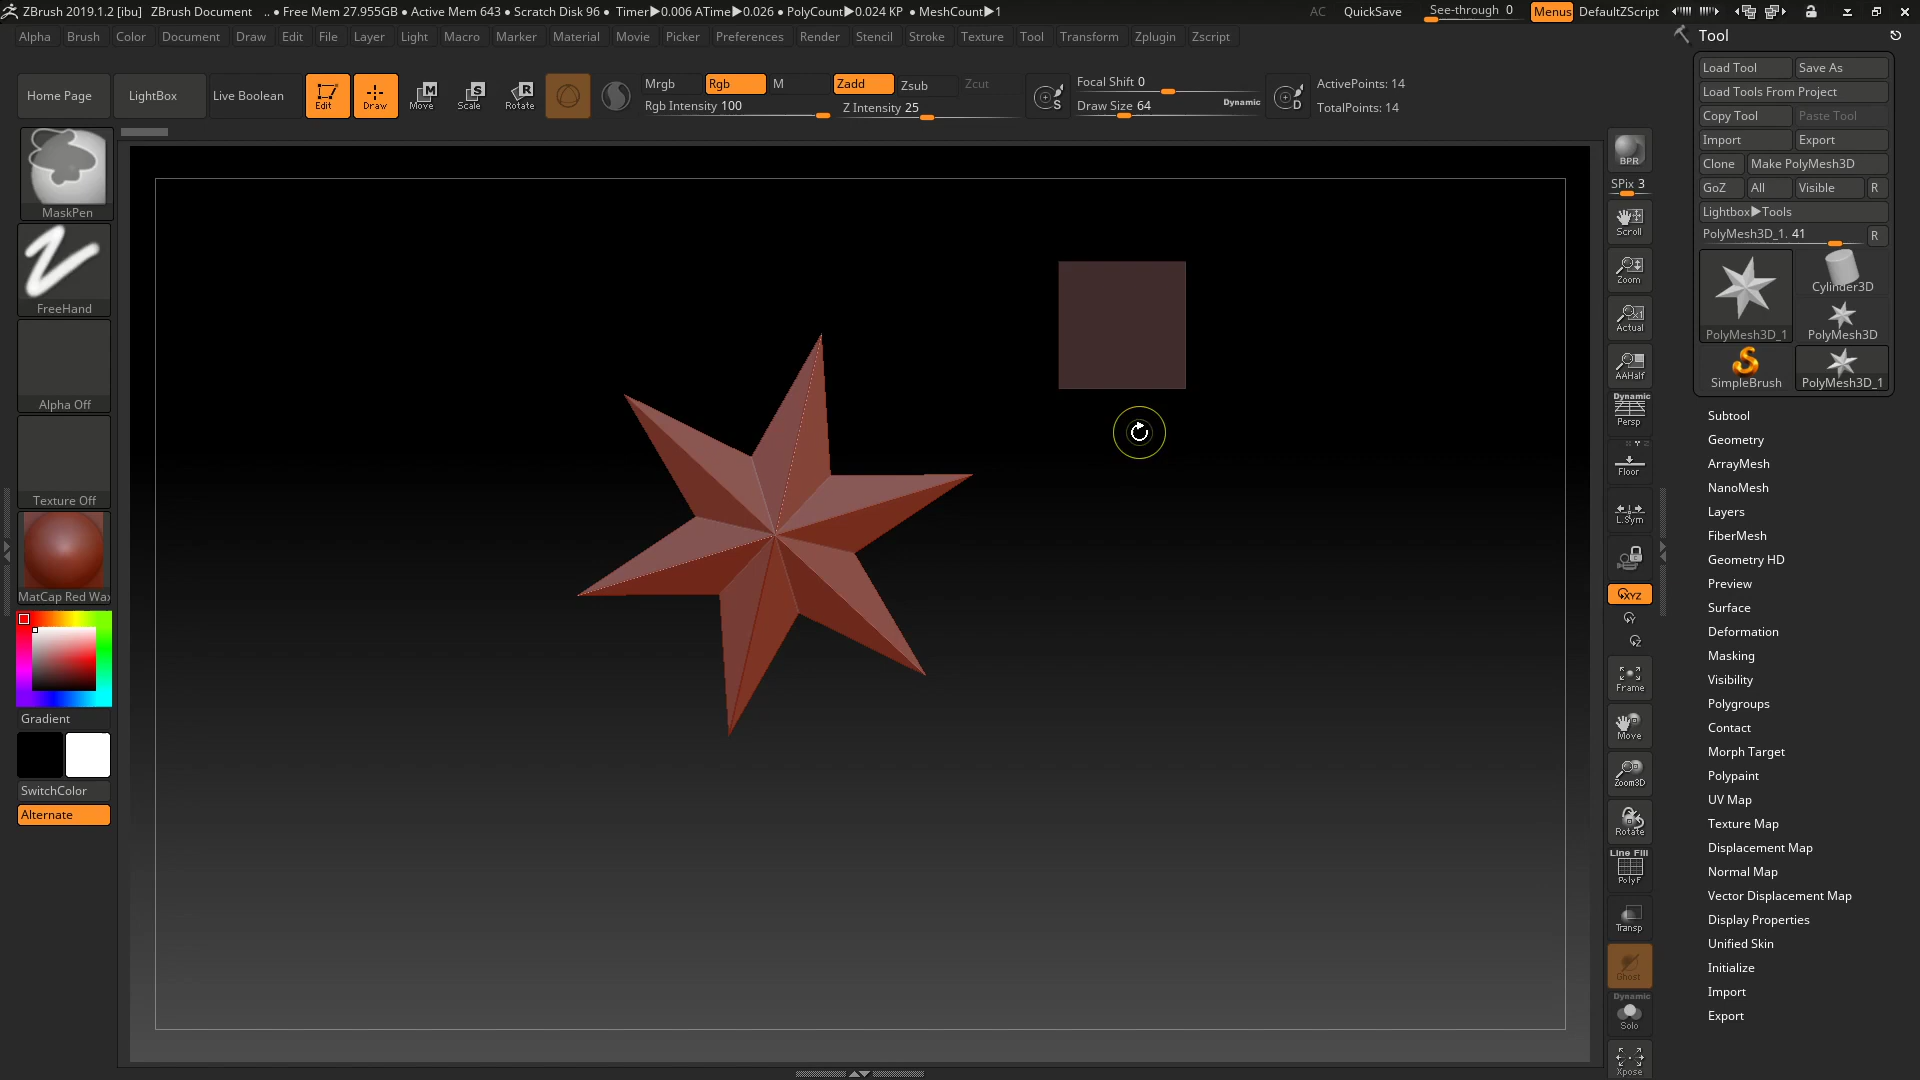 ZBrush 2019.1.2 [ibu] ZBrush Document .. • Free Mem 27.955GB • Active Mem 643 • Scratch Disk 96 • Timer▶0.006 ATime▶0.026 • PolyCount▶0.024 KP • MeshCount▶1 AC QuickSave See-through 0 Menus DefaultZScript
Alpha Brush Color Document Draw Edit File Layer Light Macro Marker Material Movie Picker Preferences Render Stencil Stroke Texture Tool Transform Zplugin Zscript
Home Page LightBox Live Boolean Edit Draw Move Scale Rotate
Mrgb Rgb M Zadd Zsub Zcut
Rgb Intensity 100 Z Intensity 25
Focal Shift 0
Draw Size 64 Dynamic
ActivePoints: 14
TotalPoints: 14
MaskPen
FreeHand
Alpha Off
Texture Off
MatCap Red Wax
Gradient
SwitchColor
Alternate
BPR
SPix 3
Scroll
Zoom
Actual
AAHalf
Dynamic
Persp
Floor
L.Sym
XYZ
Y
Z
Frame
Move
Zoom3D
Rotate
Line Fill
PolyF
Transp
Ghost
Dynamic
Solo
Xpose
Tool
Load Tool Save As
Load Tools From Project
Copy Tool Paste Tool
Import Export
Clone Make PolyMesh3D
GoZ All Visible R
Lightbox▶Tools
PolyMesh3D_1. 41 R
PolyMesh3D_1 Cylinder3D
PolyMesh3D
SimpleBrush PolyMesh3D_1
Subtool
Geometry
ArrayMesh
NanoMesh
Layers
FiberMesh
Geometry HD
Preview
Surface
Deformation
Masking
Visibility
Polygroups
Contact
Morph Target
Polypaint
UV Map
Texture Map
Displacement Map
Normal Map
Vector Displacement Map
Display Properties
Unified Skin
Initialize
Import
Export